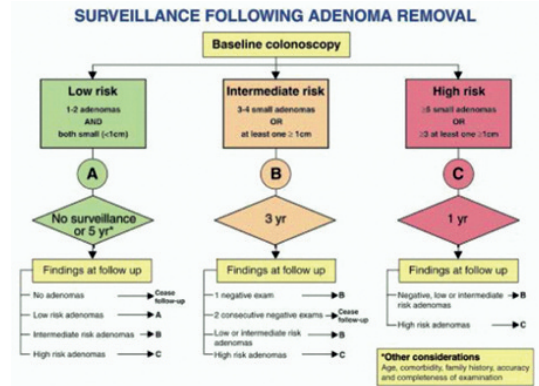 SURVEILLANCE FOLLOWING ADENOMA REMOVAL
Baseline colonoscopy
Low risk
1-2 adenomas
AND
both small (<1cm)
Intermediate risk
3-4 small adenomas
OR
at least one ≥ 1cm
High risk
≥5 small adenomas
OR
≥3 at least one ≥1cm
A
B
C
No surveillance
or 5 yr*
3 yr
1 yr
Findings at follow up
No adenomas
Cease
follow-up
Low risk adenomas
A
Intermediate risk adenomas
B
High risk adenomas
C
Findings at follow up
1 negative exam
B
2 consecutive negative exams
Cease
follow-up
Low or intermediate risk
adenomas
B
High risk adenomas
C
Findings at follow up
Negative, low or intermediate
risk adenomas
B
High risk adenomas
C
*Other considerations
Age, comorbidity, family history, accuracy
and completeness of examination